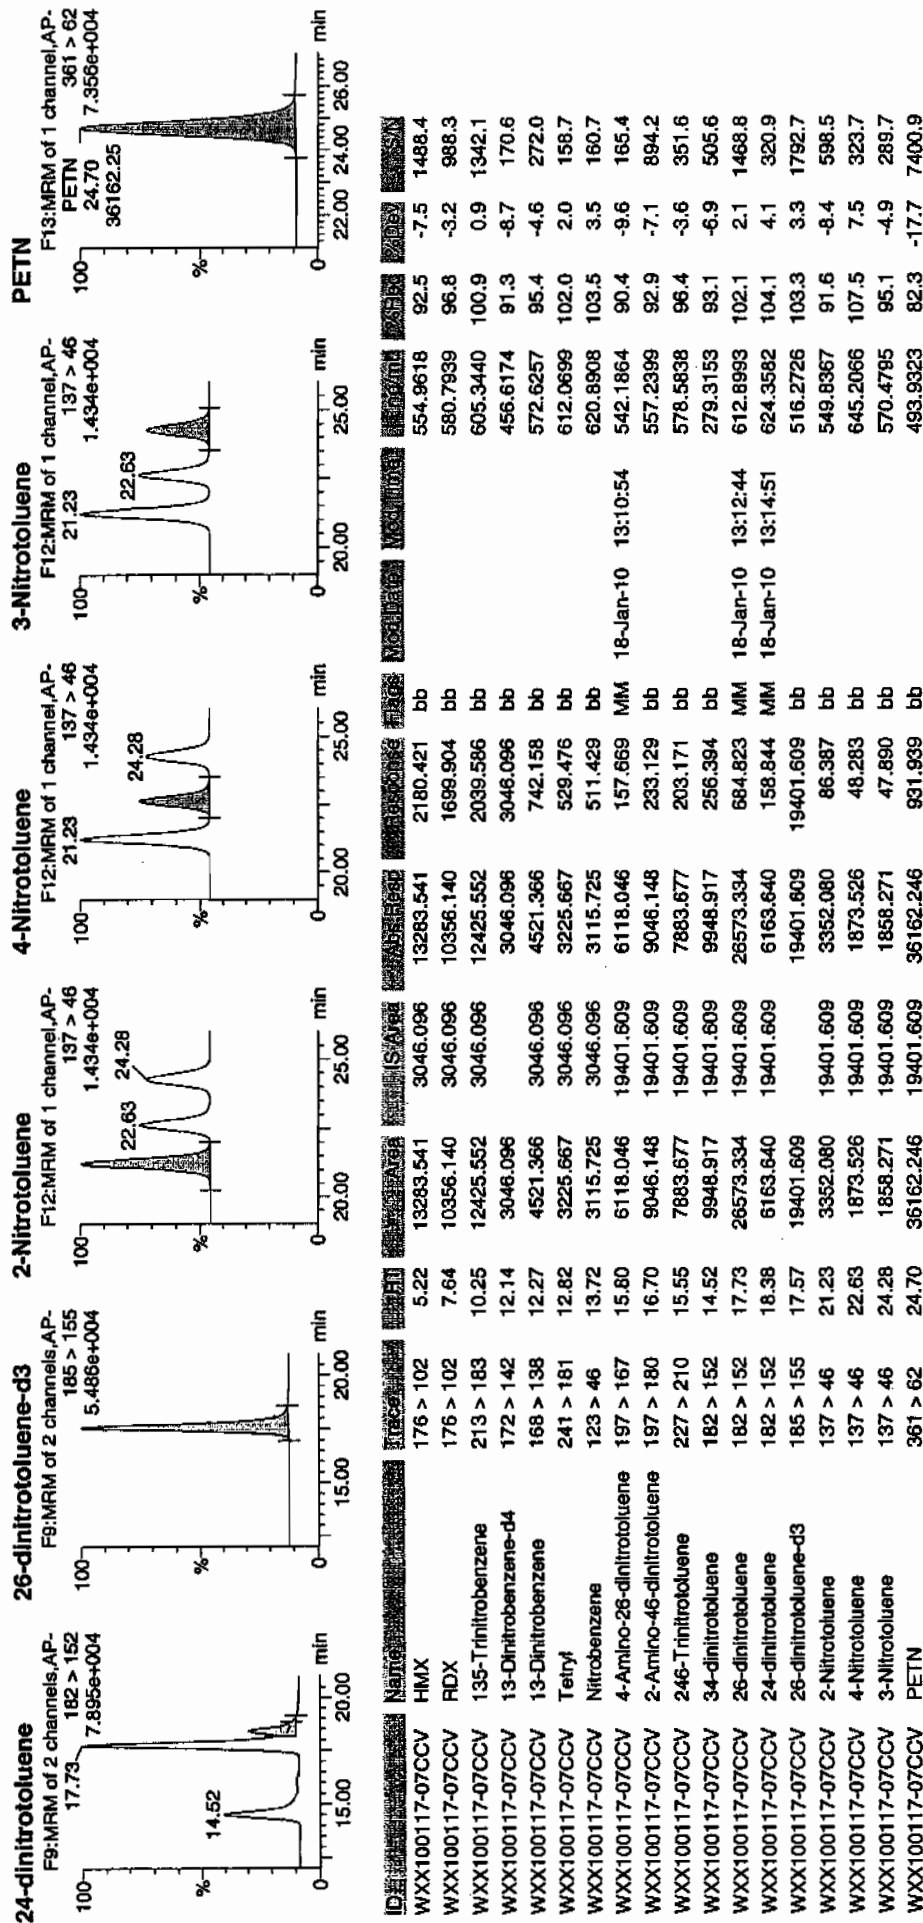 24-dinitrotoluene
F9:MRM of 2 channels,AP-
182 > 152
7.895e+004
17.73
14.52
100
%
0
15.00
20.00
min
26-dinitrotoluene-d3
F9:MRM of 2 channels,AP-
185 > 155
5.486e+004
100
%
0
15.00
20.00
min
2-Nitrotoluene
F12:MRM of 1 channel,AP-
137 > 46
1.434e+004
22.63
24.28
100
%
0
20.00
25.00
min
4-Nitrotoluene
F12:MRM of 1 channel,AP-
21.23
137 > 46
1.434e+004
24.28
100
%
0
20.00
25.00
min
3-Nitrotoluene
F12:MRM of 1 channel,AP-
21.23
137 > 46
1.434e+004
22.63
100
%
0
20.00
25.00
min
PETN
F13:MRM of 1 channel,AP-
PETN
361 > 62
24.70
7.356e+004
36162.25
100
%
0
22.00
24.00
26.00
min
ID Name Trace RT Area IS Area Abs.Resp Response Flags Mod.Date Mod.Time %Rec %Dev S/N
WXX100117-07CCV HMX 176 > 102 5.22 13283.541 3046.096 13283.541 2180.421 bb 554.9618 92.5 -7.5 1488.4
WXX100117-07CCV RDX 176 > 102 7.64 10356.140 3046.096 10356.140 1699.904 bb 580.7939 96.8 -3.2 988.3
WXX100117-07CCV 135-Trinitrobenzene 213 > 183 10.25 12425.552 3046.096 12425.552 2039.586 bb 605.3440 100.9 0.9 1342.1
WXX100117-07CCV 13-Dinitrobenzene-d4 172 > 142 12.14 3046.096 3046.096 3046.096 bb 456.6174 91.3 -8.7 170.6
WXX100117-07CCV 13-Dinitrobenzene 168 > 138 12.27 4521.366 3046.096 4521.366 742.158 bb 572.6257 95.4 -4.6 272.0
WXX100117-07CCV Tetryl 241 > 181 12.82 3225.667 3046.096 3225.667 529.476 bb 612.0699 102.0 2.0 158.7
WXX100117-07CCV Nitrobenzene 123 > 46 13.72 3115.725 3046.096 3115.725 511.429 bb 620.8908 103.5 3.5 160.7
WXX100117-07CCV 4-Amino-26-dinitrotoluene 197 > 167 15.80 6118.046 19401.609 6118.046 157.669 MM 18-Jan-10 13:10:54 542.1864 90.4 -9.6 165.4
WXX100117-07CCV 2-Amino-46-dinitrotoluene 197 > 180 16.70 9046.148 19401.609 9046.148 233.129 bb 557.2399 92.9 -7.1 894.2
WXX100117-07CCV 246-Trinitrotoluene 227 > 210 15.55 7883.677 19401.609 7883.677 203.171 bb 578.5838 96.4 -3.6 351.6
WXX100117-07CCV 34-dinitrotoluene 182 > 152 14.52 9948.917 19401.609 9948.917 256.394 bb 279.3153 93.1 -6.9 505.6
WXX100117-07CCV 26-dinitrotoluene 182 > 152 17.73 26573.334 19401.609 26573.334 684.823 MM 18-Jan-10 13:12:44 612.8993 102.1 2.1 1468.8
WXX100117-07CCV 24-dinitrotoluene 182 > 152 18.38 6163.640 19401.609 6163.640 158.844 MM 18-Jan-10 13:14:51 624.3582 104.1 4.1 320.9
WXX100117-07CCV 26-dinitrotoluene-d3 185 > 155 17.57 19401.609 19401.609 19401.609 bb 516.2726 103.3 3.3 1792.7
WXX100117-07CCV 2-Nitrotoluene 137 > 46 21.23 3352.080 19401.609 3352.080 86.387 bb 549.8367 91.6 -8.4 598.5
WXX100117-07CCV 4-Nitrotoluene 137 > 46 22.63 1873.526 19401.609 1873.526 48.283 bb 645.2066 107.5 7.5 323.7
WXX100117-07CCV 3-Nitrotoluene 137 > 46 24.28 1858.271 19401.609 1858.271 47.890 bb 570.4795 95.1 -4.9 289.7
WXX100117-07CCV PETN 361 > 62 24.70 36162.246 19401.609 36162.246 931.939 bb 493.9323 82.3 -17.7 7400.9